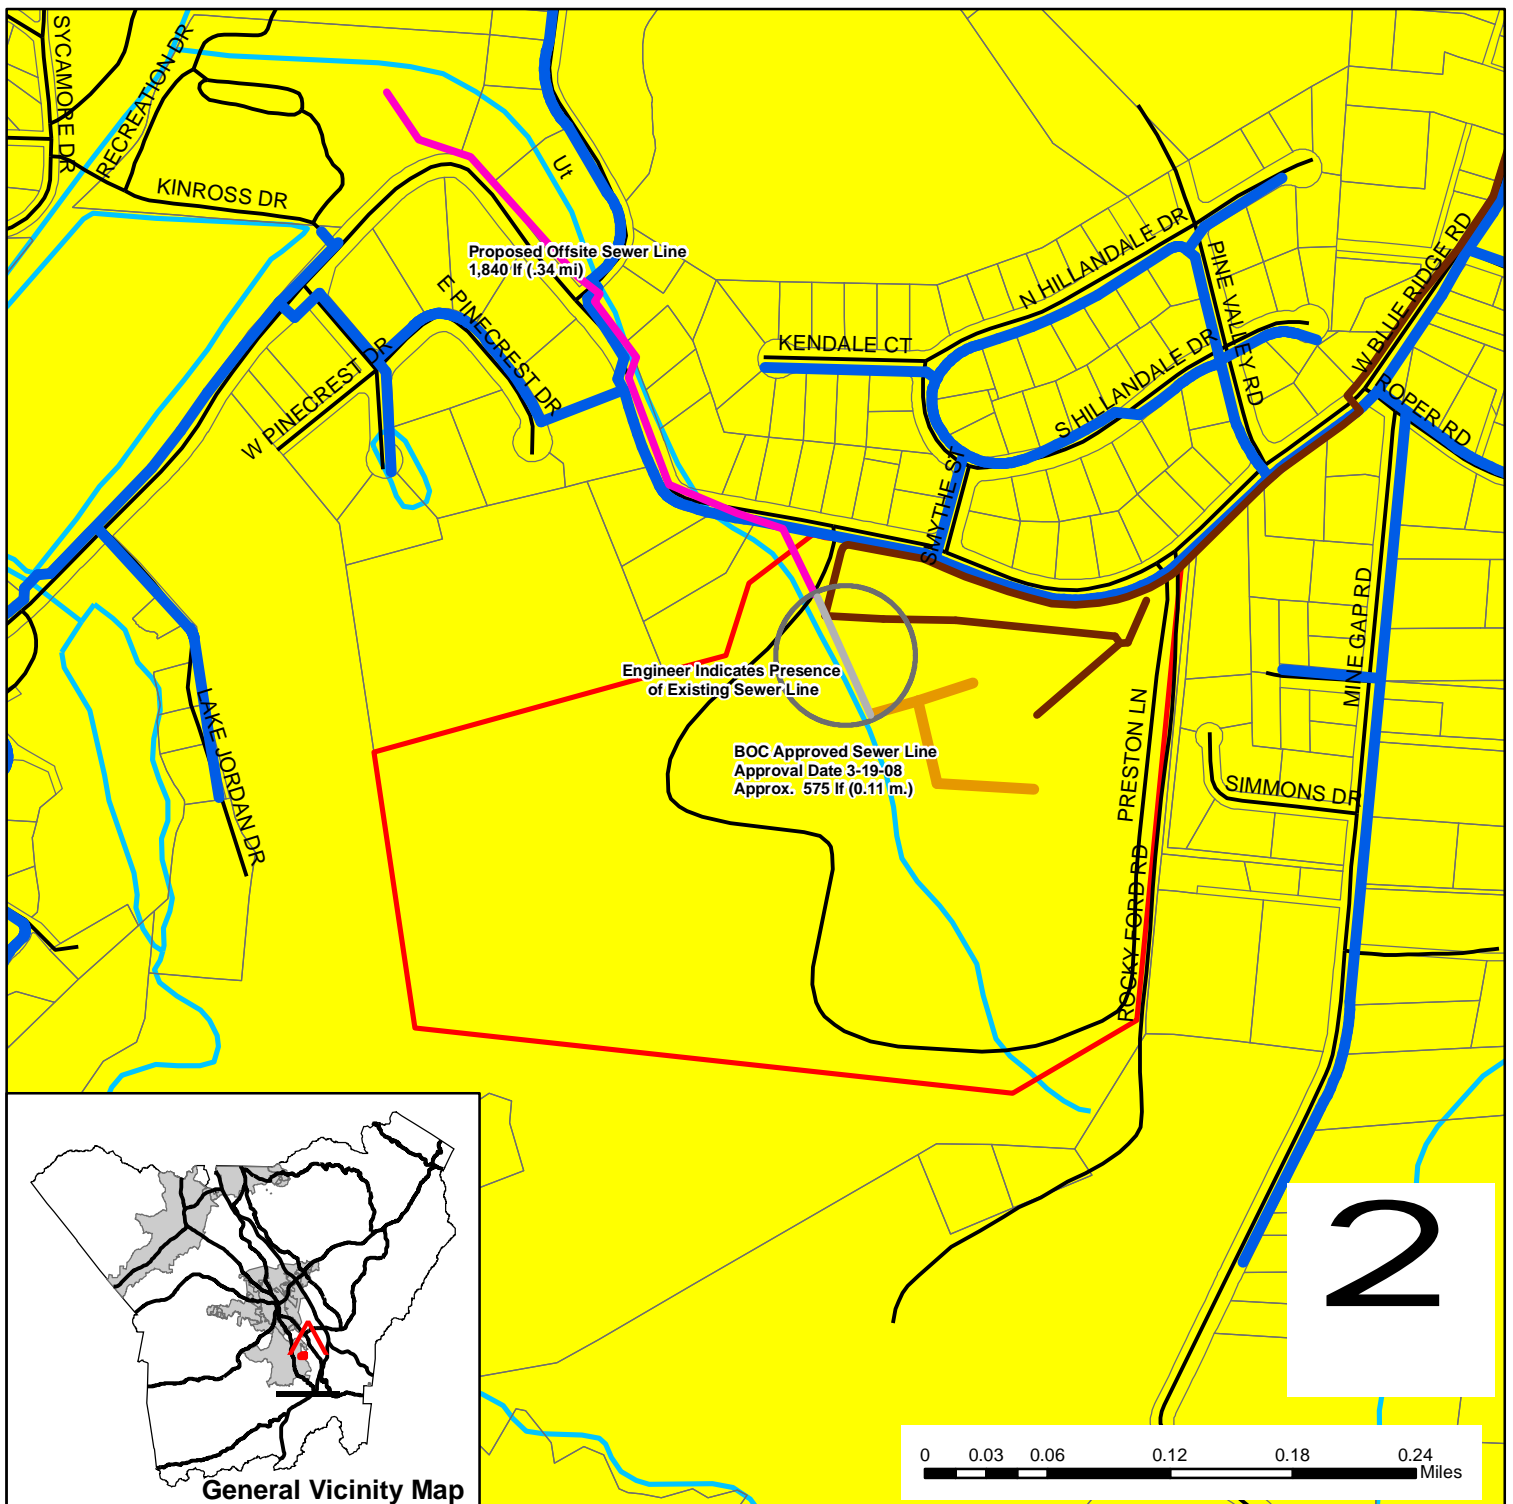 SYCAMORE DR
RECREATION DR
KINROSS DR
Ut
Proposed Offsite Sewer Line
1,840 lf (.34 mi)
E PINECREST DR
W PINECREST DR
KENDALE CT
N HILLANDALE DR
PINE VALLEY RD
S HILLANDALE DR
W BLUE RIDGE RD
ROPER RD
SMYTHE ST
MINE GAP RD
Engineer Indicates Presence
of Existing Sewer Line
LAKE JORDAN DR
BOC Approved Sewer Line
Approval Date 3-19-08
Approx. 575 lf (0.11 m.)
PRESTON LN
SIMMONS DR
ROCKY FORD RD
2
General Vicinity Map
0 0.03 0.06 0.12 0.18 0.24
Miles